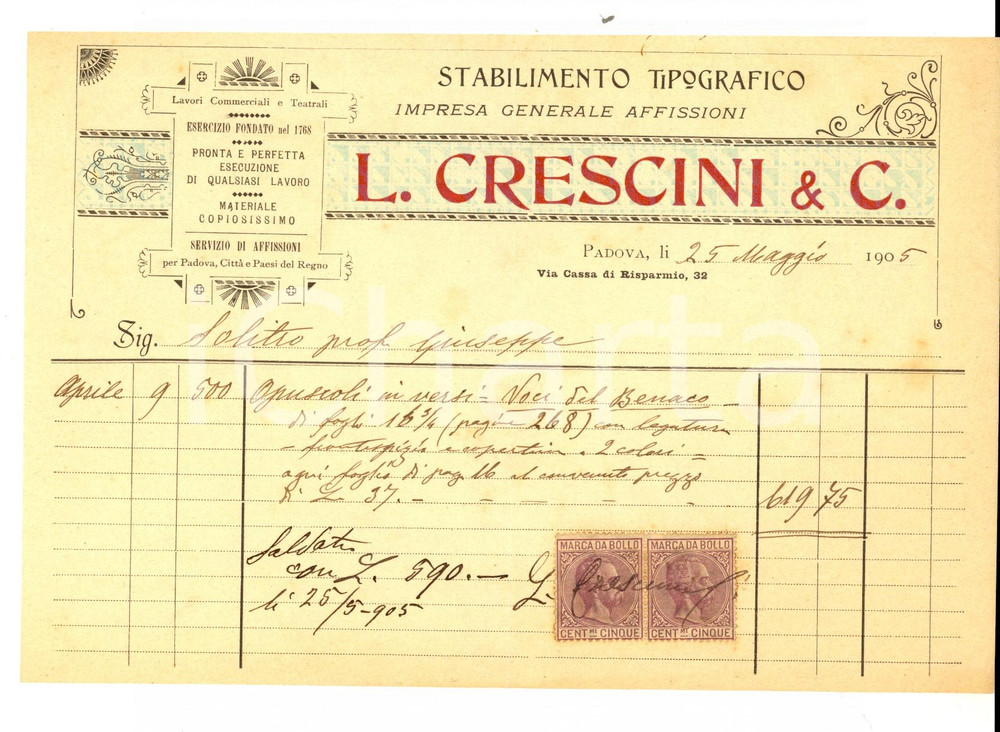 STABILIMENTO TIPOGRAFICO
IMPRESA GENERALE AFFISSIONI
L. CRESCINI & C.
Lavori Commerciali e Teatrali
ESERCIZIO FONDATO nel 1768
PRONTA E PERFETTA
ESECUZIONE
DI QUALSIASI LAVORO
MATERIALE
COPIOSISSIMO
SERVIZIO DI AFFISSIONI
per Padova, Città e Paesi del Regno
PADOVA, li 25 Maggio 1905
Via Cassa di Risparmio, 32
Sig. Solitro prof Giuseppe
Aprile 9 500 Opuscoli in versi = Voci del Benaco -
di fogli 16 3/4 (pagine 268) con legatura
- frontespizio e copertina a 2 colori =
ogni foglio di pag. 16 al convenuto prezzo
di L 37. - - - - 619 75
Saldato
con L. 590. -
li 25/5-905
L. Crescini
MARCA DA BOLLO MARCA DA BOLLO
CENT.MI CINQUE CENT.MI CINQUE
iCharta